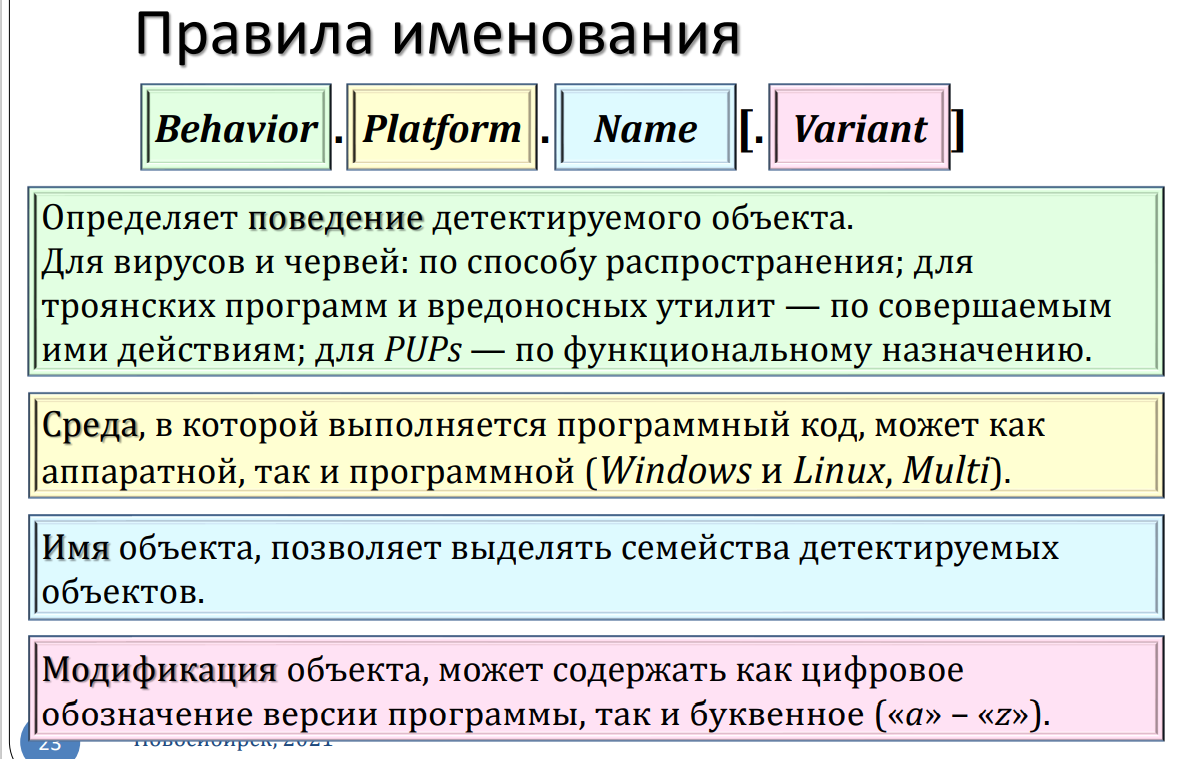 Правила именования
Behavior . Platform . Name [. Variant ]
Определяет поведение детектируемого объекта.
Для вирусов и червей: по способу распространения; для
троянских программ и вредоносных утилит — по совершаемым
ими действиям; для PUPs — по функциональному назначению.
Среда, в которой выполняется программный код, может как
аппаратной, так и программной (Windows и Linux, Multi).
Имя объекта, позволяет выделять семейства детектируемых
объектов.
Модификация объекта, может содержать как цифровое
обозначение версии программы, так и буквенное («a» – «z»).
23 Новосибирск, 2021